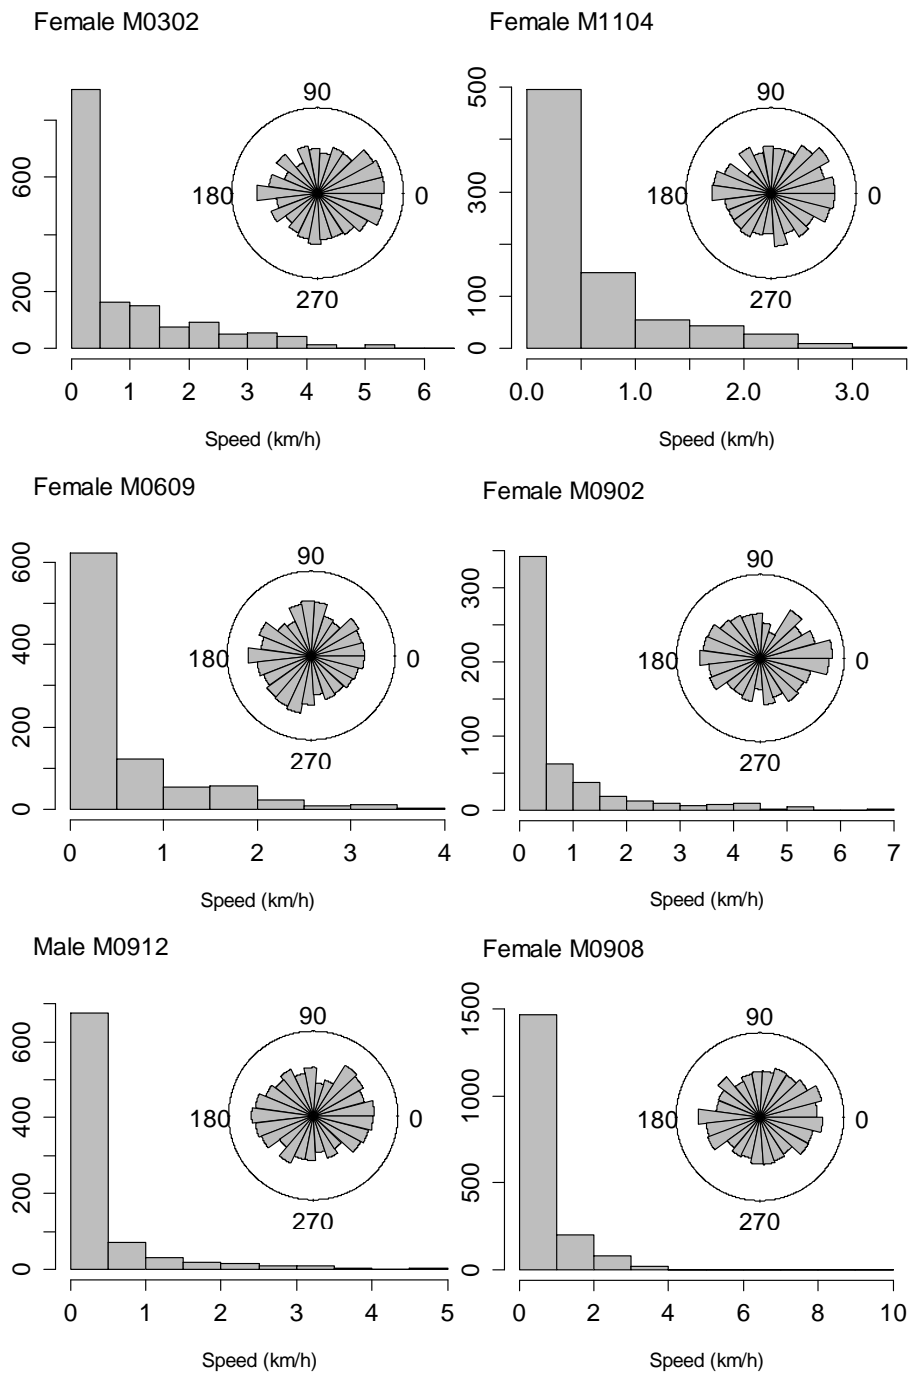 Female M0302
Female M1104
0 200 600
90
180
0
270
0 1 2 3 4 5 6
Speed (km/h)
0 100 300 500
90
180
0
270
0.0 1.0 2.0 3.0
Speed (km/h)
Female M0609
Female M0902
0 200 400 600
90
180
0
270
0 1 2 3 4
Speed (km/h)
0 100 200 300
90
180
0
270
0 1 2 3 4 5 6 7
Speed (km/h)
Male M0912
Female M0908
0 200 400 600
90
180
0
270
0 1 2 3 4 5
Speed (km/h)
0 500 1000 1500
90
180
0
270
0 2 4 6 8 10
Speed (km/h)